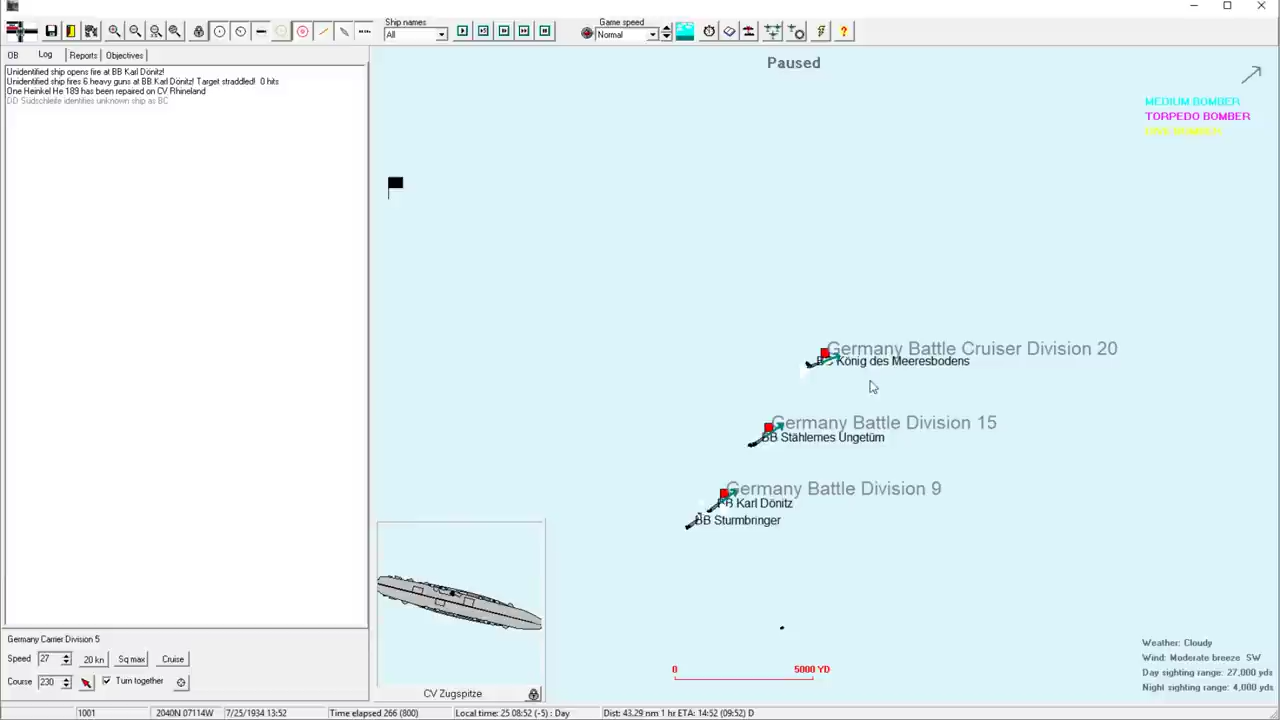 Ship names
All
Game speed
Normal
OB
Log
Reports
Objectives
Unidentified ship opens fire at BB Karl Dönitz!
Unidentified ship fires 6 heavy guns at BB Karl Dönitz! Target straddled! 0 hits
One Heinkel He 189 has been repaired on CV Rhineland
DD Südschleife identifies unknown ship as BC
Paused
MEDIUM BOMBER
TORPEDO BOMBER
DIVE BOMBER
Germany Battle Cruiser Division 20
König des Meeresbodens
Germany Battle Division 15
BB Stählernes Ungetüm
Germany Battle Division 9
BB Karl Dönitz
BB Sturmbringer
Germany Carrier Division 5
Speed 27 20 kn Sq max Cruise
Course 230 Turn together
CV Zugspitze
0 5000 YD
Weather: Cloudy
Wind: Moderate breeze SW
Day sighting range: 27,000 yds
Night sighting range: 4,000 yds
1001
2040N 07114W
7/25/1934 13:52
Time elapsed 266 (800)
Local time: 25 08:52 (-5) : Day
Dist: 43.29 nm 1 hr ETA: 14:52 (09:52) D